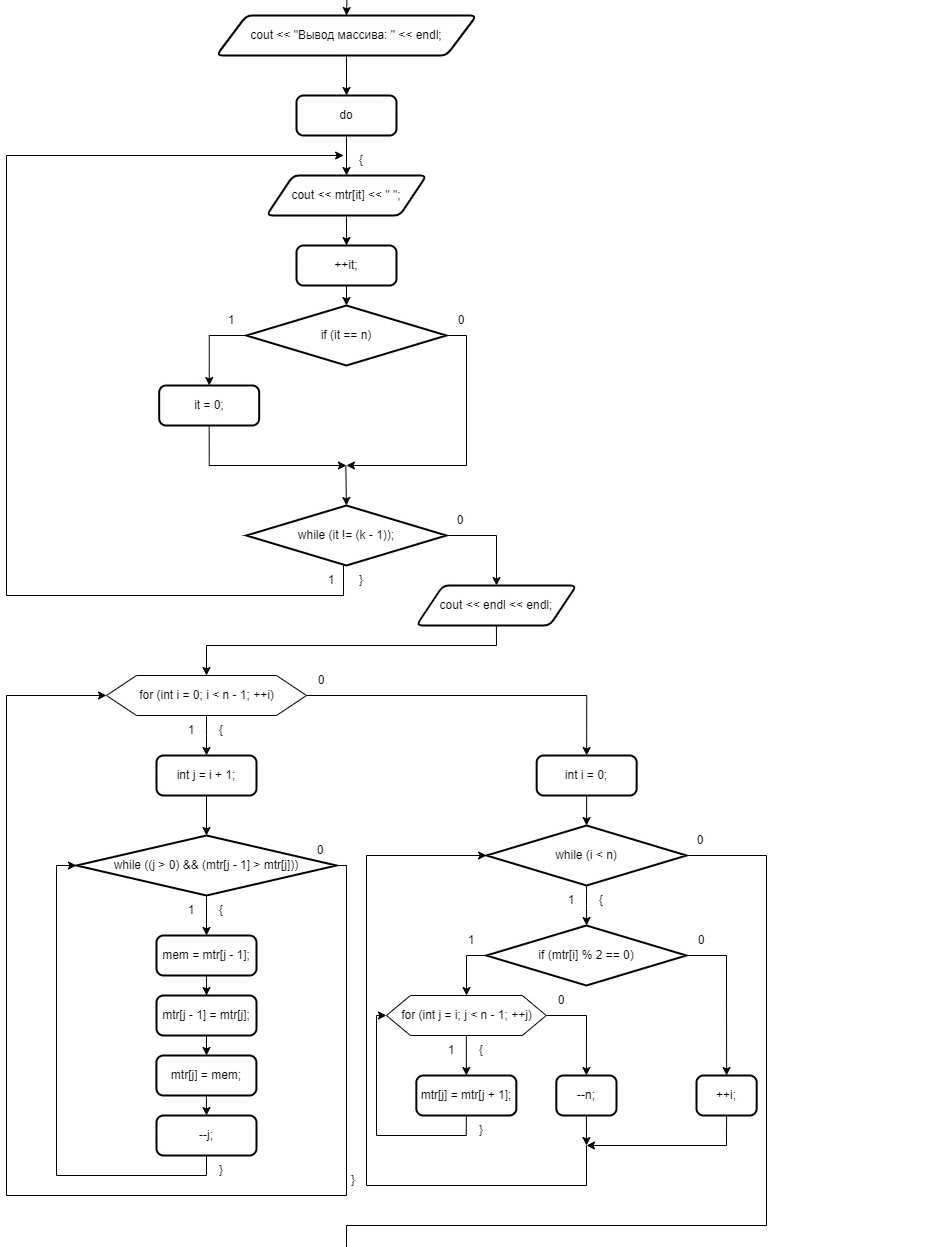 cout << "Вывод массива: " << endl;
do
{
cout << mtr[it] << " ";
++it;
1
0
if (it == n)
it = 0;
0
while (it != (k - 1));
1
}
cout << endl << endl;
0
for (int i = 0; i < n - 1; ++i)
1
{
int j = i + 1;
int i = 0;
0
0
while (i < n)
while ((j > 0) && (mtr[j - 1] > mtr[j]))
1
{
1
{
1
0
mem = mtr[j - 1];
if (mtr[i] % 2 == 0)
0
mtr[j - 1] = mtr[j];
for (int j = i; j < n - 1; ++j)
1
{
mtr[j] = mem;
mtr[j] = mtr[j + 1];
--n;
++i;
--j;
}
}
}